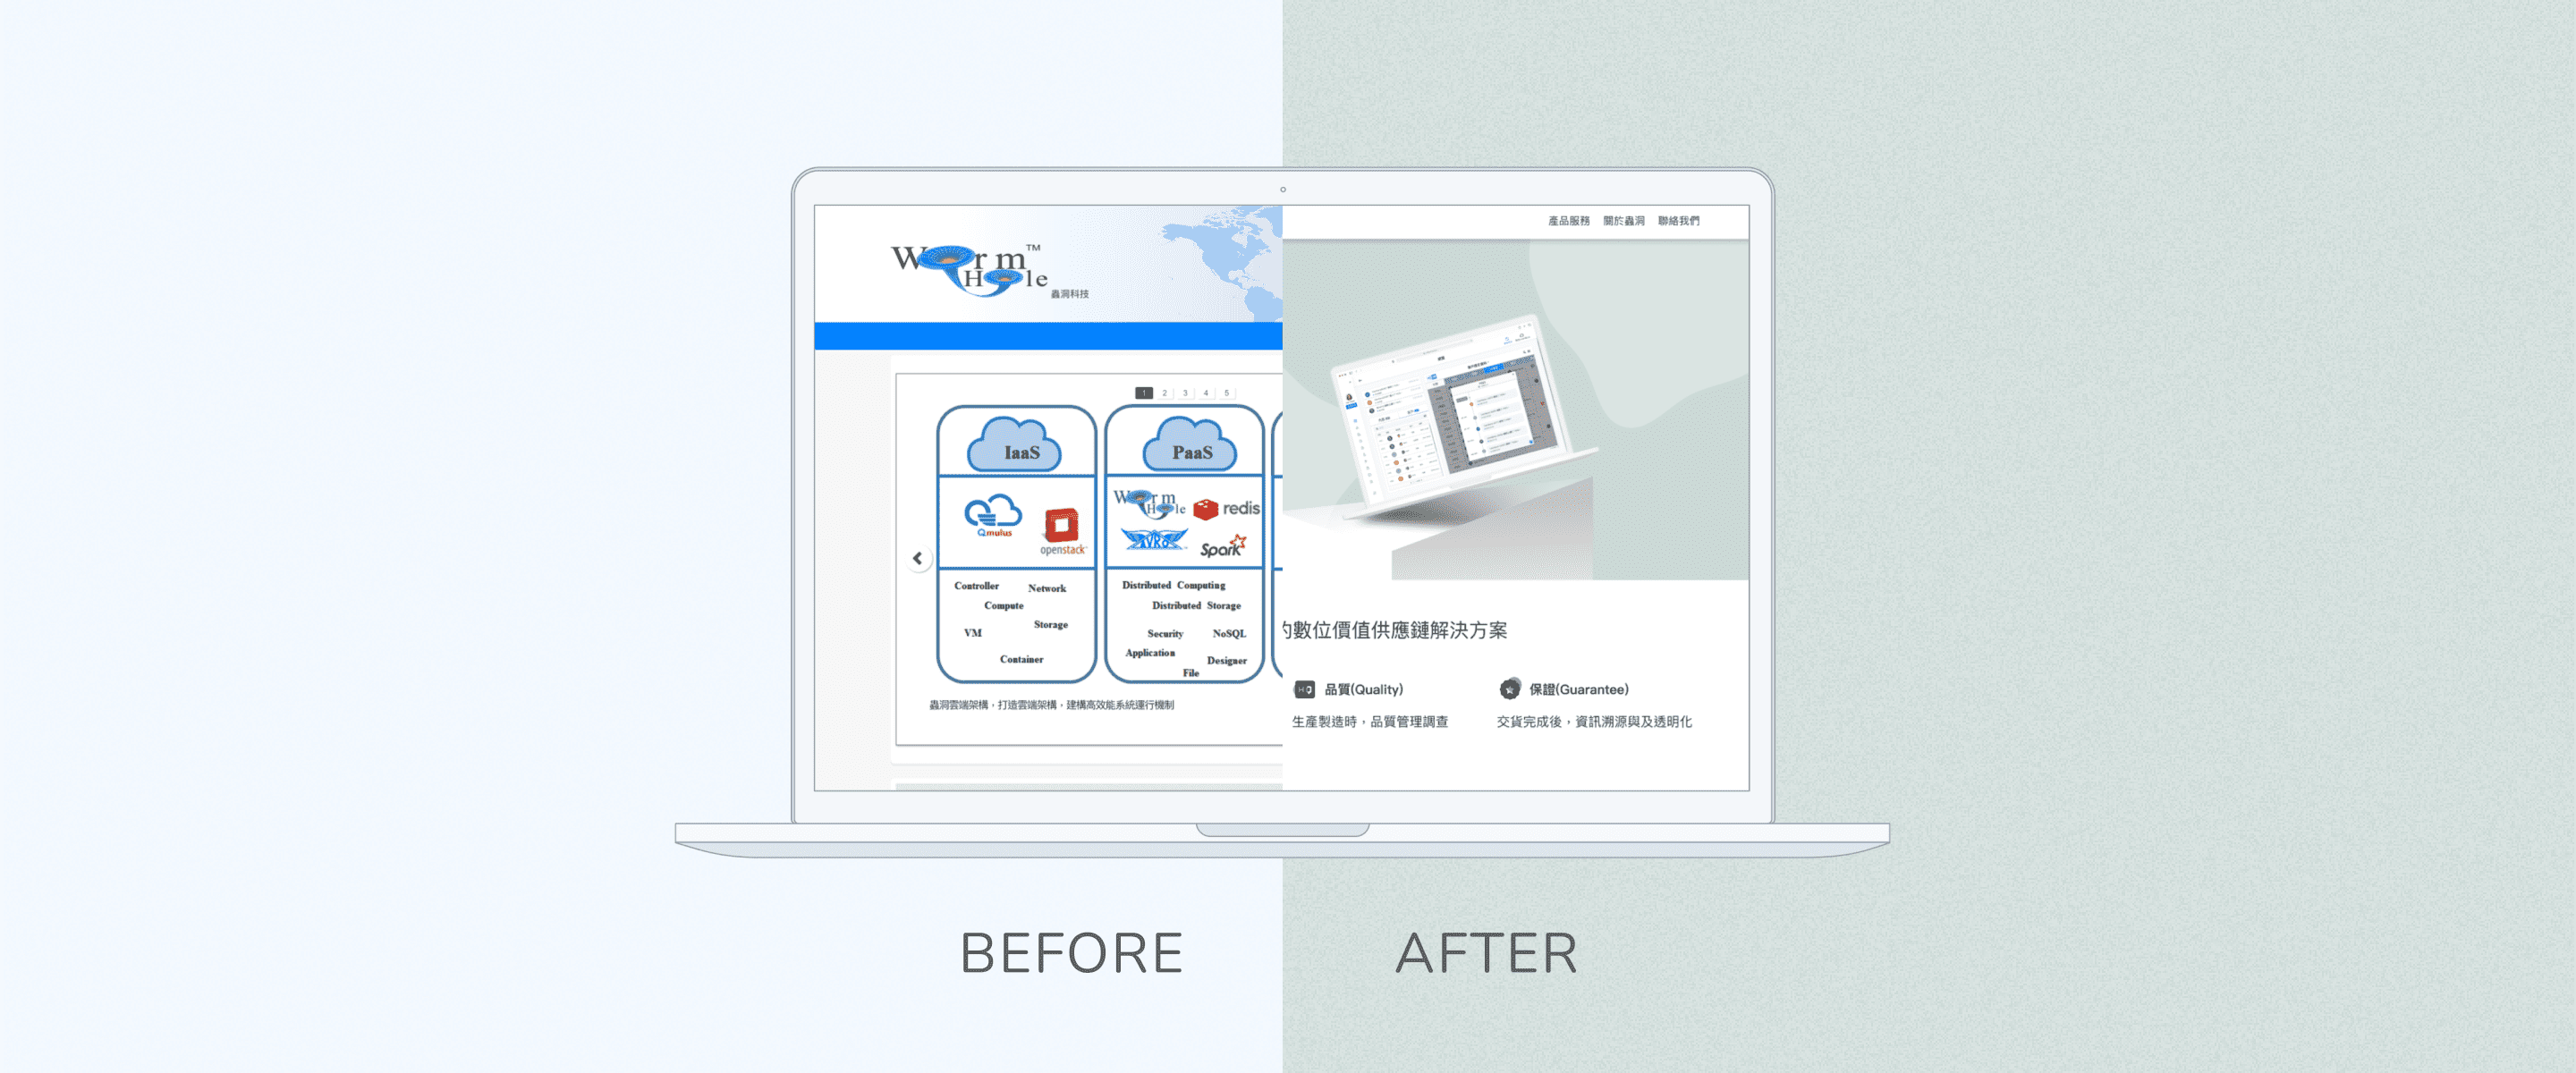 Worm™
Hole
蟲洞科技
1 2 3 4 5
IaaS
Qmulus
openstack™
Controller
Network
Compute
Storage
VM
Container
PaaS
Worm
Hole
redis
AVRO
Spark
Distributed Computing
Distributed Storage
Security
NoSQL
Application
Designer
File
蟲洞雲端架構，打造雲端架構，建構高效能系統運行機制
產品服務 關於蟲洞 聯絡我們
數位價值供應鏈解決方案
品質(Quality)
生產製造時，品質管理調查
保證(Guarantee)
交貨完成後，資訊溯源與及透明化
BEFORE
AFTER